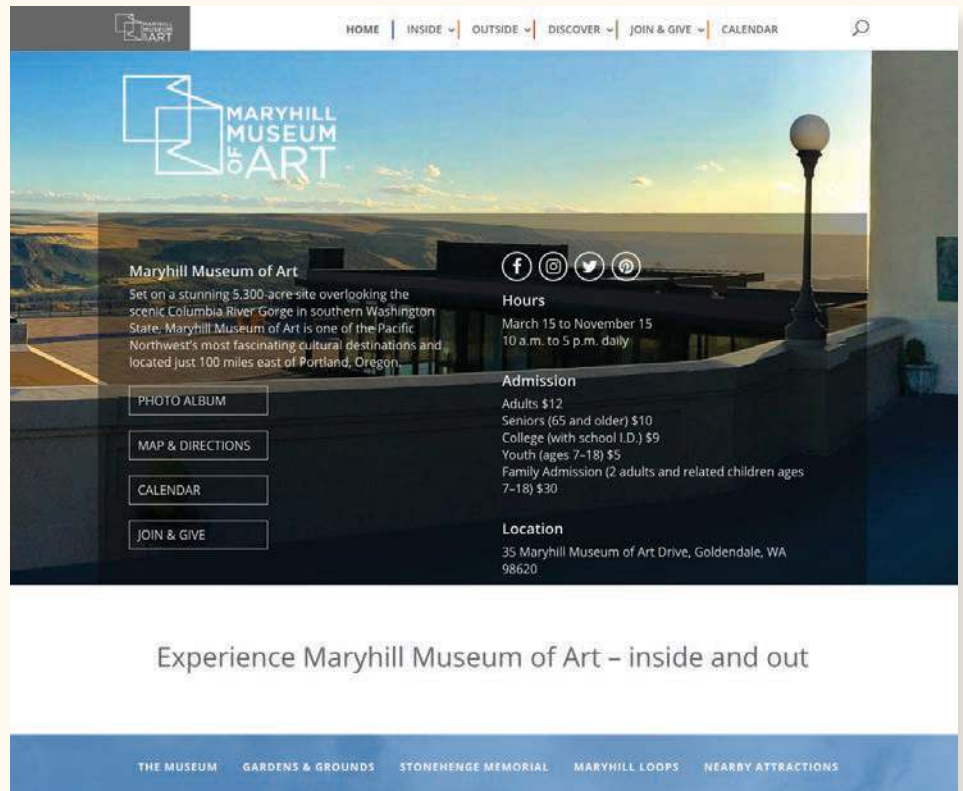 MARYHILL
MUSEUM
OF ART
HOME
INSIDE
OUTSIDE
DISCOVER
JOIN & GIVE
CALENDAR
MARYHILL
MUSEUM
OF ART
Maryhill Museum of Art
Set on a stunning 5,300-acre site overlooking the
scenic Columbia River Gorge in southern Washington
State, Maryhill Museum of Art is one of the Pacific
Northwest's most fascinating cultural destinations and
located just 100 miles east of Portland, Oregon.
PHOTO ALBUM
MAP & DIRECTIONS
CALENDAR
JOIN & GIVE
Hours
March 15 to November 15
10 a.m. to 5 p.m. daily
Admission
Adults $12
Seniors (65 and older) $10
College (with school I.D.) $9
Youth (ages 7–18) $5
Family Admission (2 adults and related children ages
7–18) $30
Location
35 Maryhill Museum of Art Drive, Goldendale, WA
98620
Experience Maryhill Museum of Art – inside and out
THE MUSEUM
GARDENS & GROUNDS
STONEHENGE MEMORIAL
MARYHILL LOOPS
NEARBY ATTRACTIONS